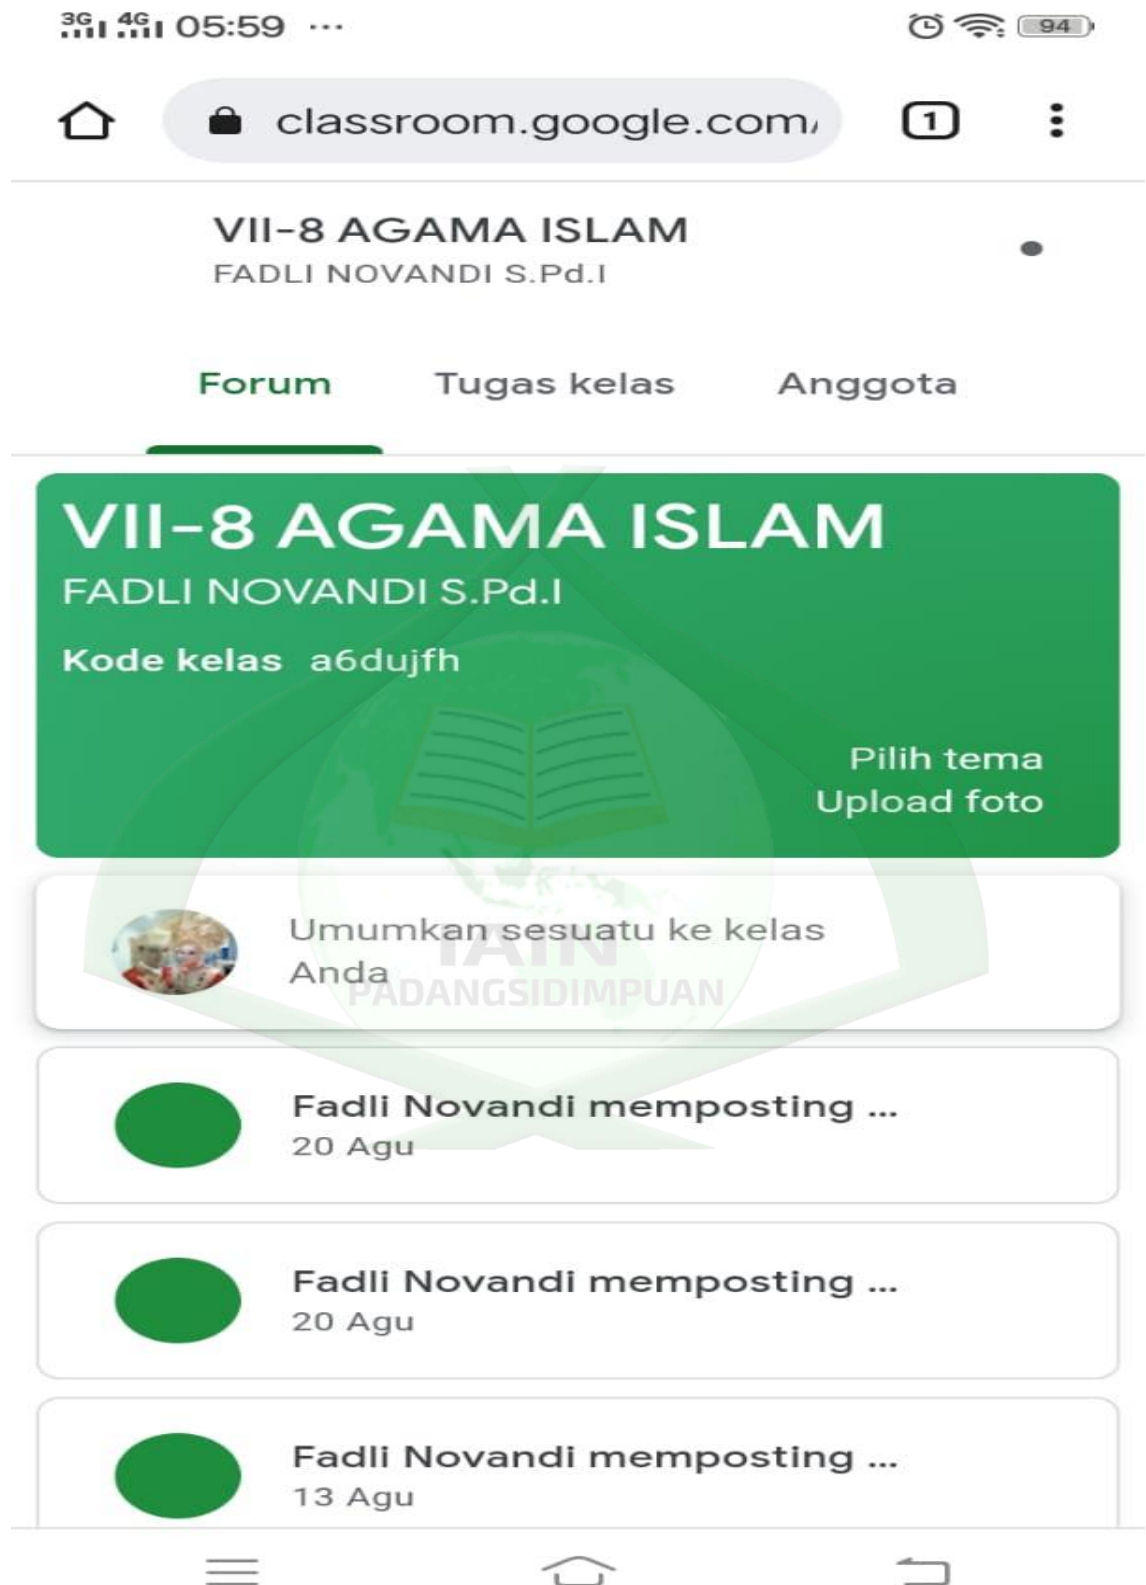 3G 4G 05:59 ... 94
classroom.google.com/ 1
VII-8 AGAMA ISLAM
FADLI NOVANDI S.Pd.I
Forum Tugas kelas Anggota
VII-8 AGAMA ISLAM
FADLI NOVANDI S.Pd.I
Kode kelas a6dujfh
Pilih tema
Upload foto
Umumkan sesuatu ke kelas
Anda
IAIN
PADANGSIDIMPUAN
Fadli Novandi memposting ...
20 Agu
Fadli Novandi memposting ...
20 Agu
Fadli Novandi memposting ...
13 Agu